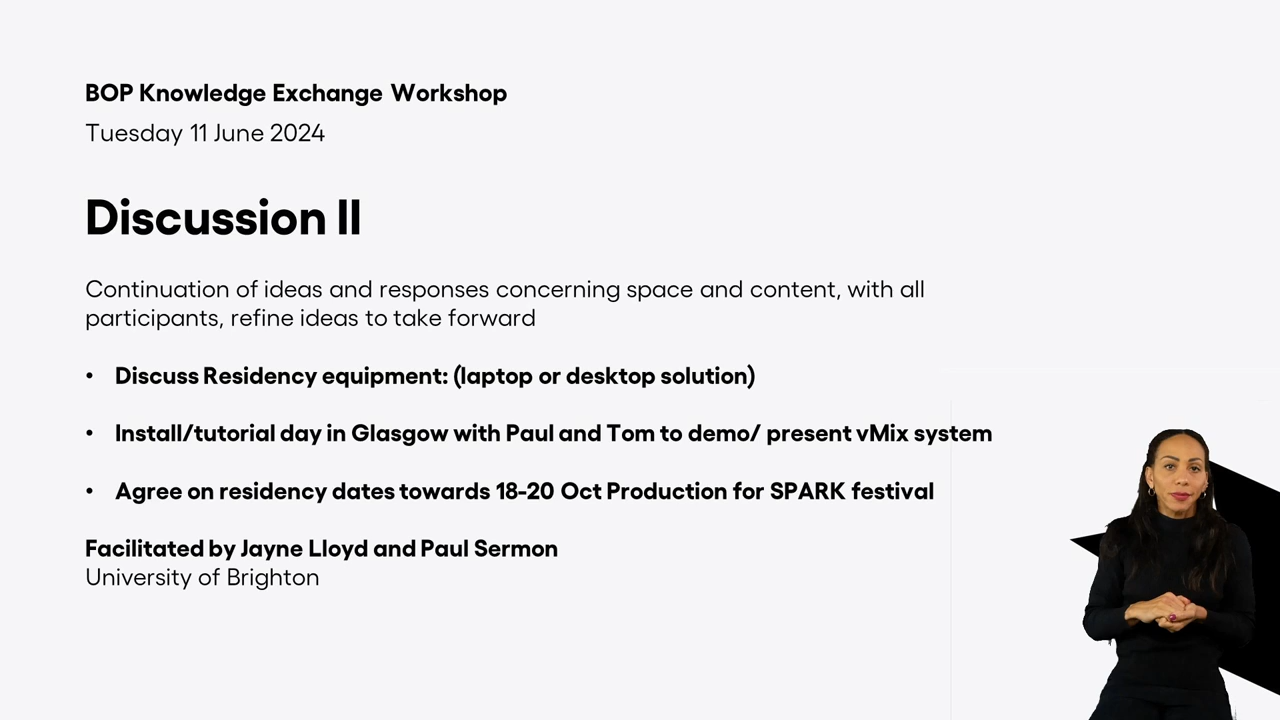 BOP Knowledge Exchange Workshop
Tuesday 11 June 2024
Discussion II
Continuation of ideas and responses concerning space and content, with all
participants, refine ideas to take forward
• Discuss Residency equipment: (laptop or desktop solution)
• Install/tutorial day in Glasgow with Paul and Tom to demo/ present vMix system
• Agree on residency dates towards 18-20 Oct Production for SPARK festival
Facilitated by Jayne Lloyd and Paul Sermon
University of Brighton